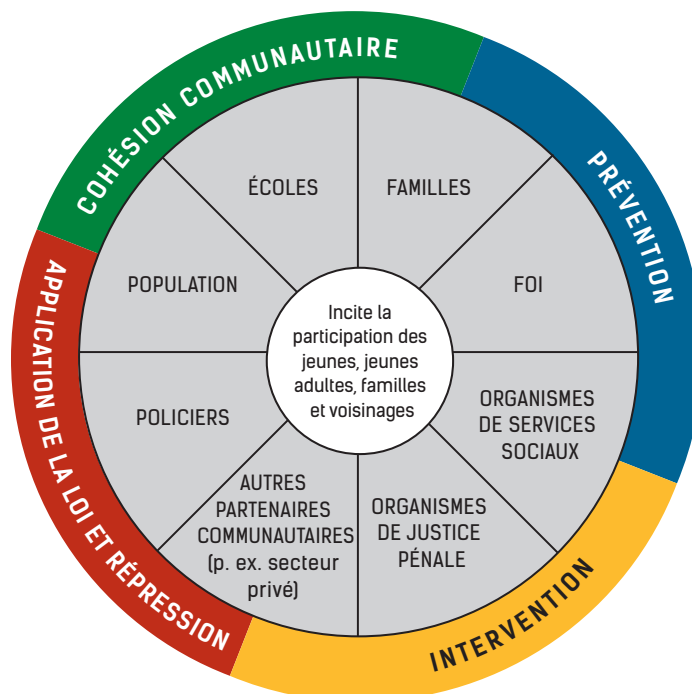 COHÉSION COMMUNAUTAIRE
PRÉVENTION
ÉCOLES
FAMILLES
POPULATION
FOI
Incite la
participation des
jeunes, jeunes
adultes, familles
et voisinages
POLICIERS
ORGANISMES
DE SERVICES
SOCIAUX
AUTRES
PARTENAIRES
COMMUNAUTAIRES
(p. ex. secteur
privé)
ORGANISMES
DE JUSTICE
PÉNALE
APPLICATION DE LA LOI ET RÉPRESSION
INTERVENTION